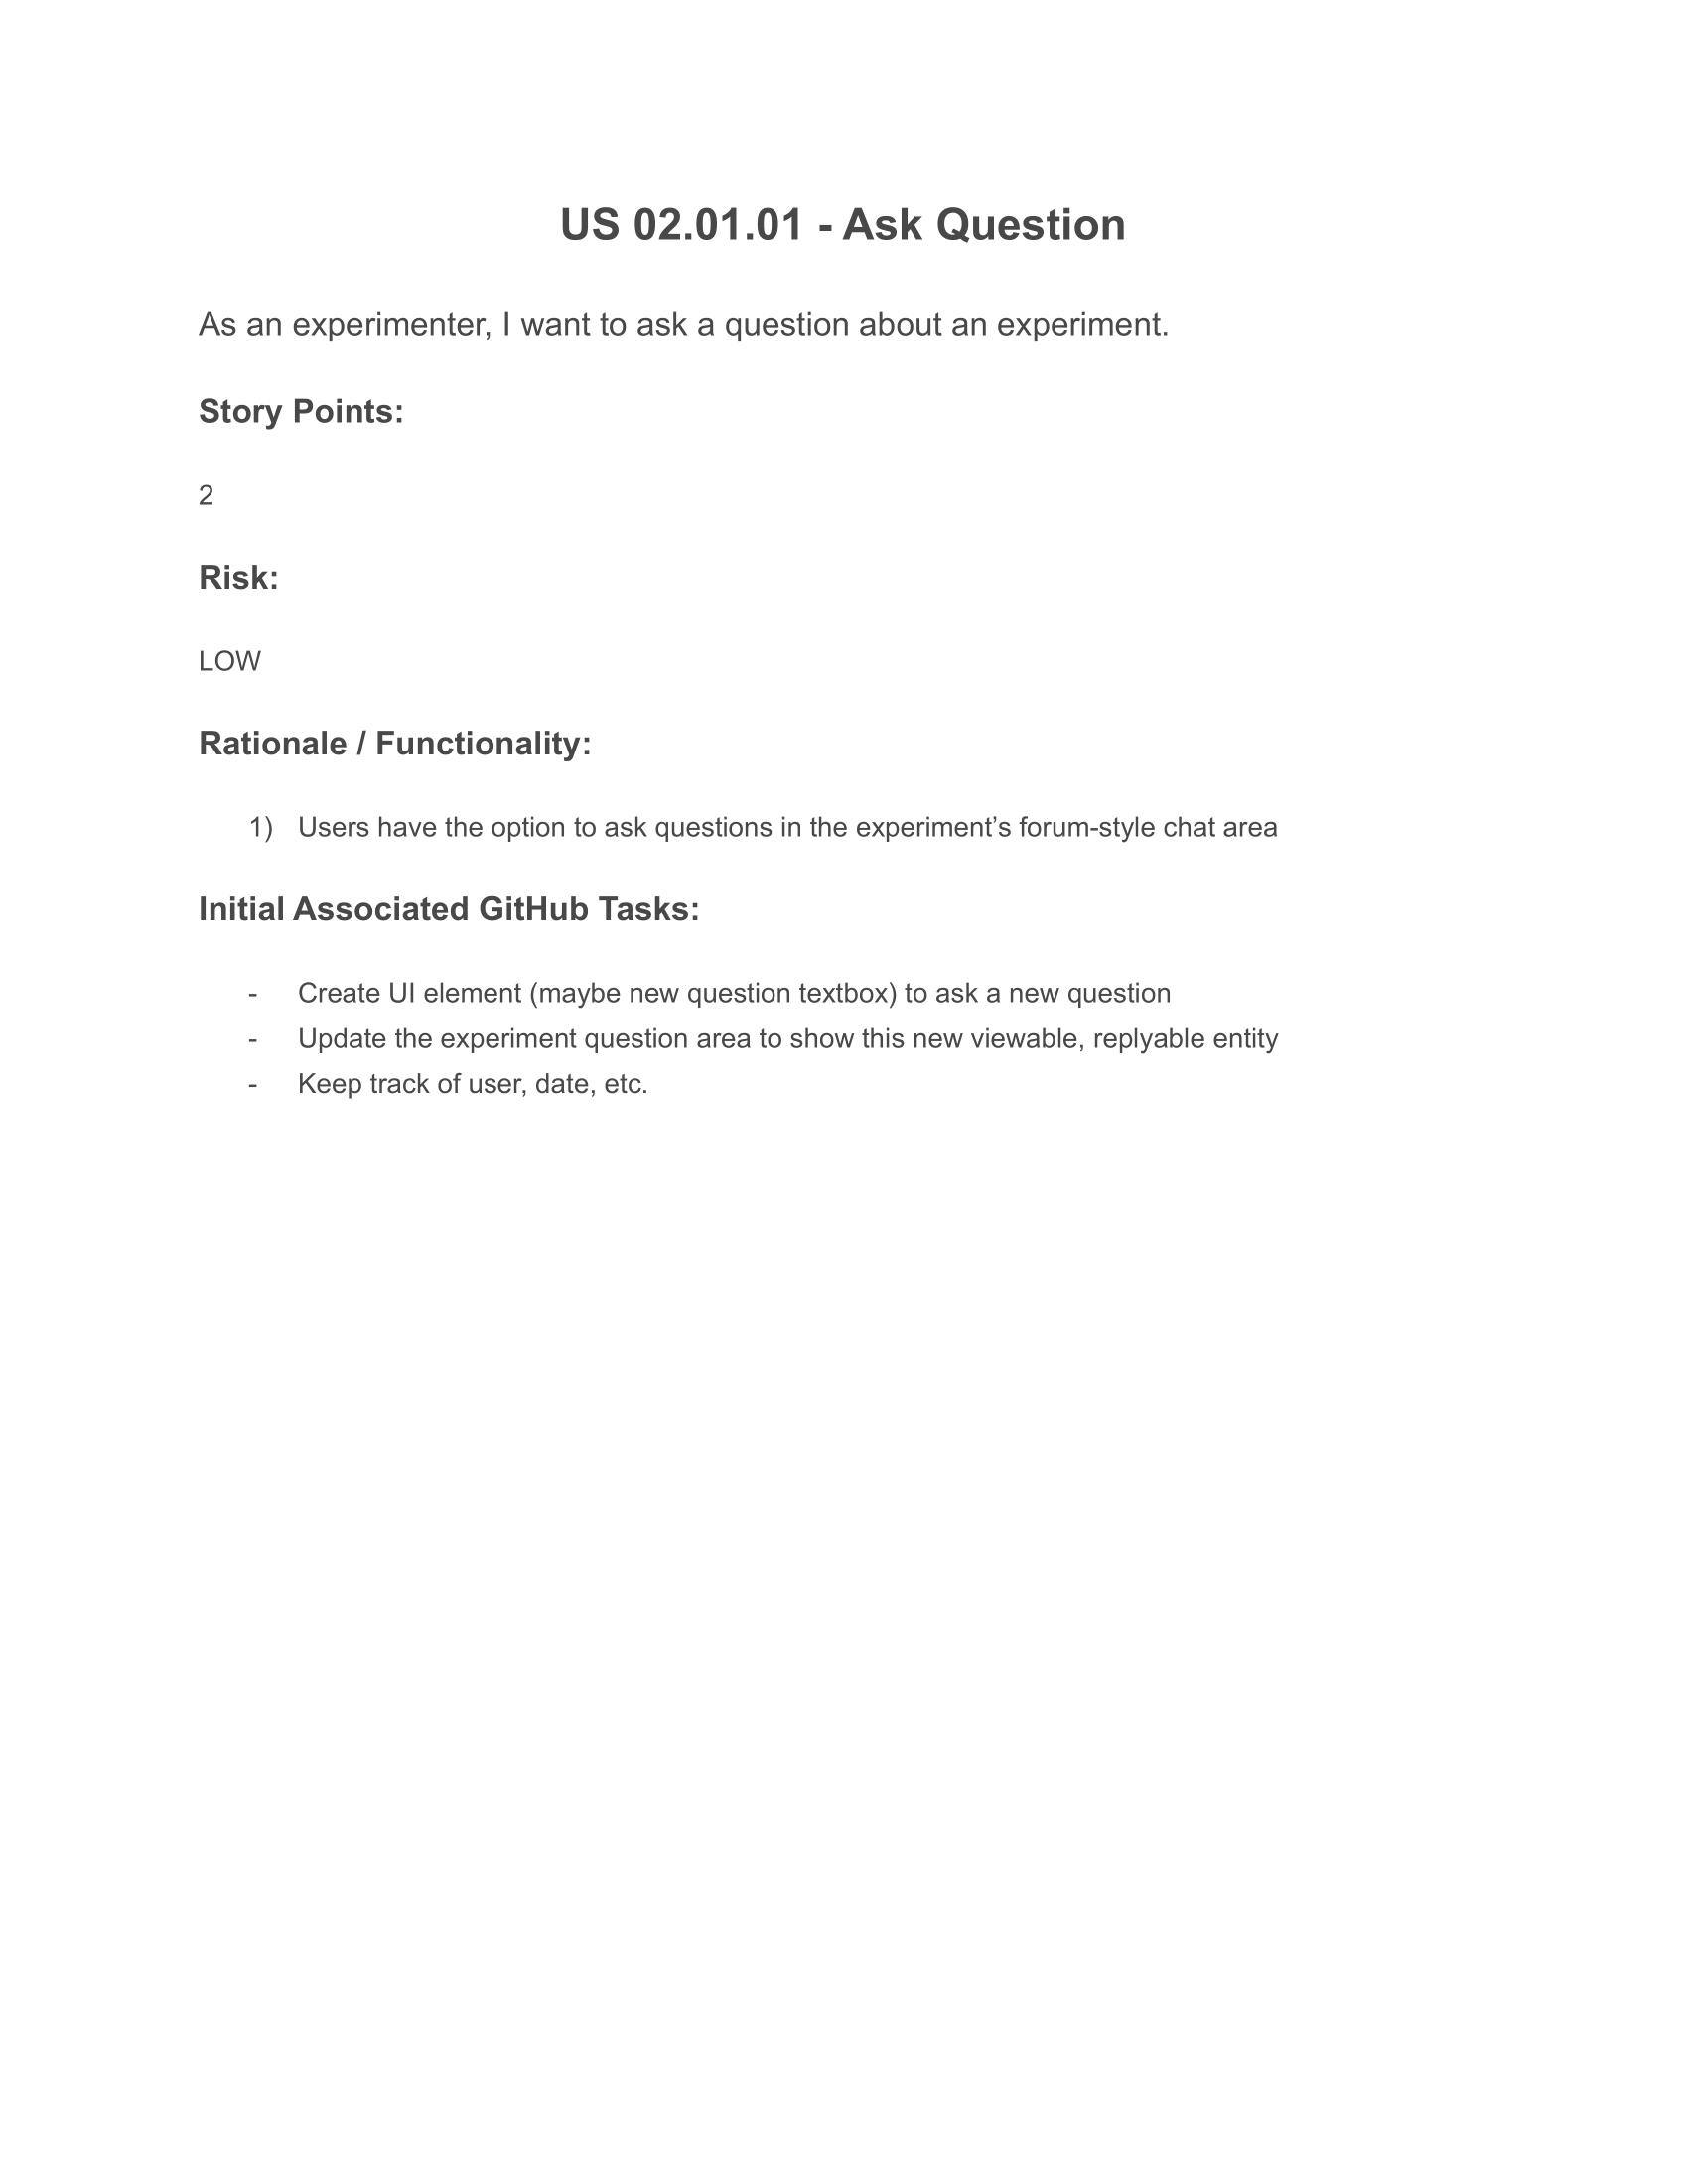 US 02.01.01 - Ask Question
As an experimenter, I want to ask a question about an experiment.
Story Points:
2
Risk:
LOW
Rationale / Functionality:
1) Users have the option to ask questions in the experiment’s forum-style chat area
Initial Associated GitHub Tasks:
- Create UI element (maybe new question textbox) to ask a new question
- Update the experiment question area to show this new viewable, replyable entity
- Keep track of user, date, etc.